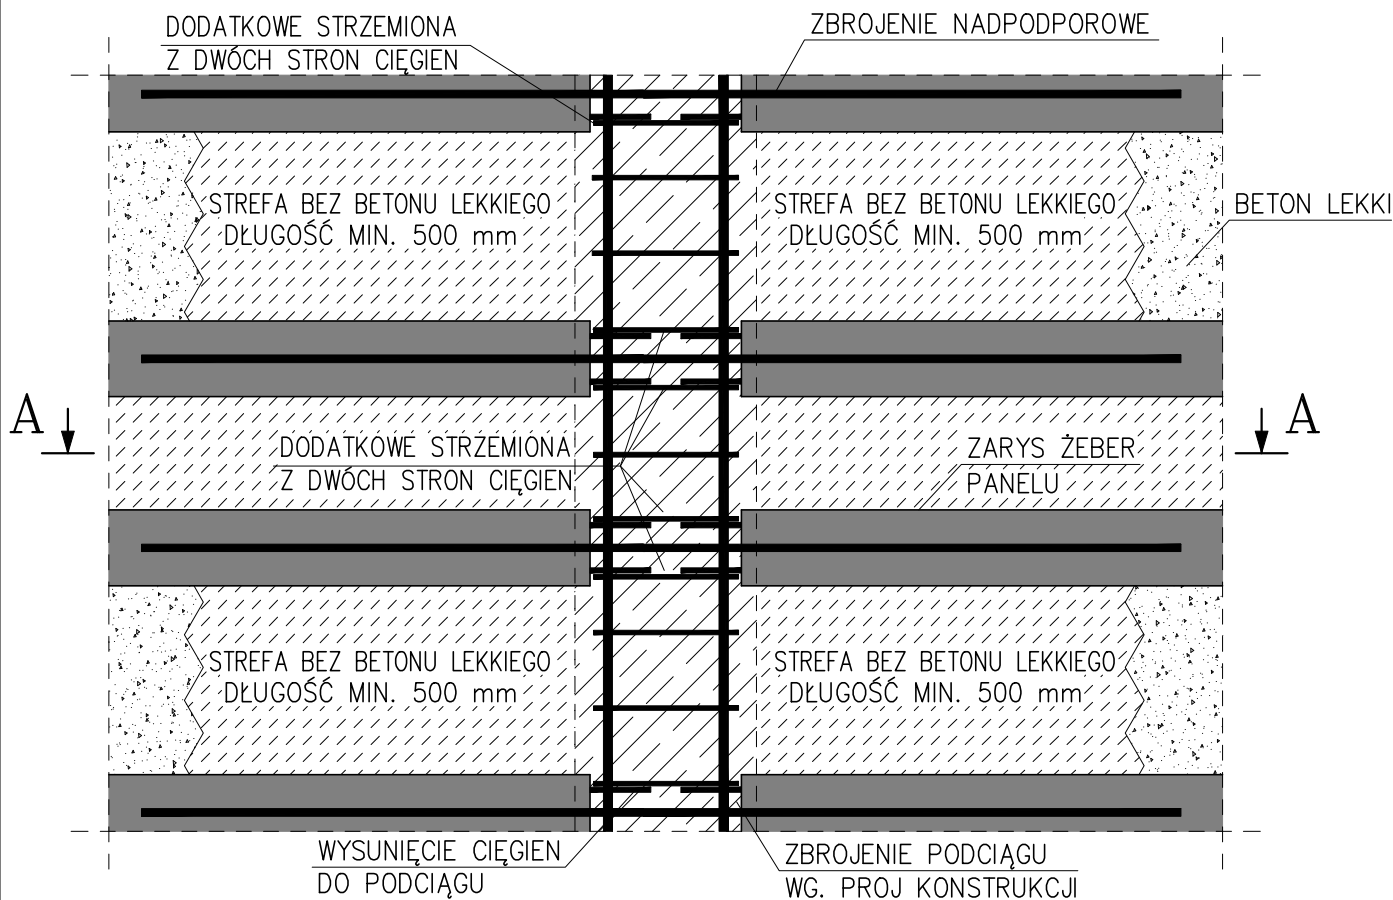 DODATKOWE STRZEMIONA
Z DWÓCH STRON CIĘGIEN
ZBROJENIE NADPODPOROWE
STREFA BEZ BETONU LEKKIEGO
DŁUGOŚĆ MIN. 500 mm
STREFA BEZ BETONU LEKKIEGO
DŁUGOŚĆ MIN. 500 mm
BETON LEKKI
A
A
DODATKOWE STRZEMIONA
Z DWÓCH STRON CIĘGIEN
ZARYS ŻEBER
PANELU
STREFA BEZ BETONU LEKKIEGO
DŁUGOŚĆ MIN. 500 mm
STREFA BEZ BETONU LEKKIEGO
DŁUGOŚĆ MIN. 500 mm
WYSUNIĘCIE CIĘGIEN
DO PODCIĄGU
ZBROJENIE PODCIĄGU
WG. PROJ KONSTRUKCJI